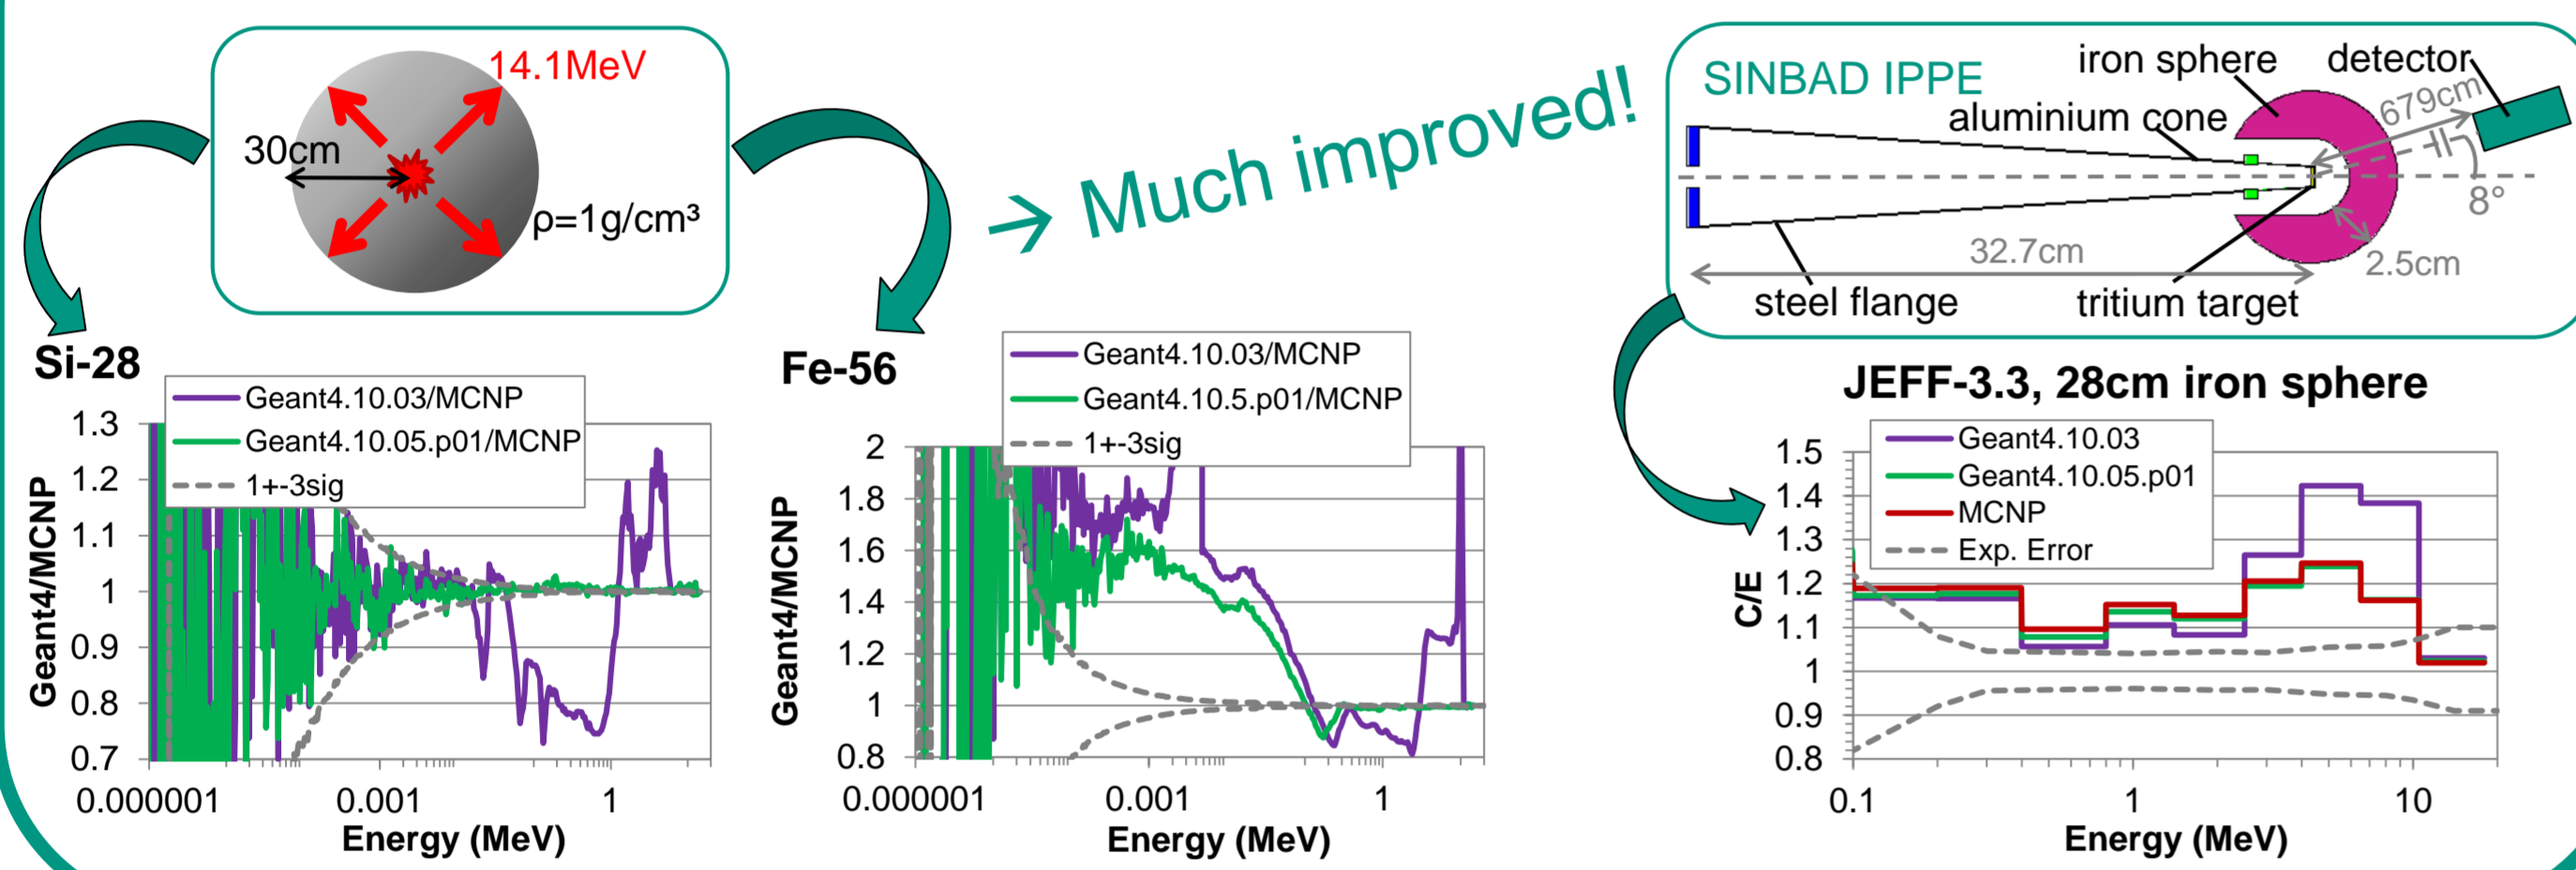 14.1MeV
30cm
ρ=1g/cm³
→ Much improved!
SINBAD IPPE
iron sphere
detector
aluminium cone
679cm
8°
32.7cm
2.5cm
steel flange
tritium target
Si-28
Geant4.10.03/MCNP
Geant4.10.05.p01/MCNP
1+-3sig
Geant4/MCNP
1.3
1.2
1.1
1
0.9
0.8
0.7
0.000001
0.001
1
Energy (MeV)
Fe-56
Geant4.10.03/MCNP
Geant4.10.5.p01/MCNP
1+-3sig
Geant4/MCNP
2
1.8
1.6
1.4
1.2
1
0.8
0.000001
0.001
1
Energy (MeV)
JEFF-3.3, 28cm iron sphere
Geant4.10.03
Geant4.10.05.p01
MCNP
Exp. Error
C/E
1.5
1.4
1.3
1.2
1.1
1
0.9
0.8
0.1
1
10
Energy (MeV)